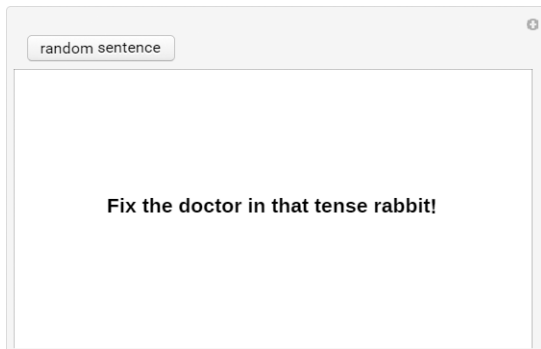 random sentence
Fix the doctor in that tense rabbit!